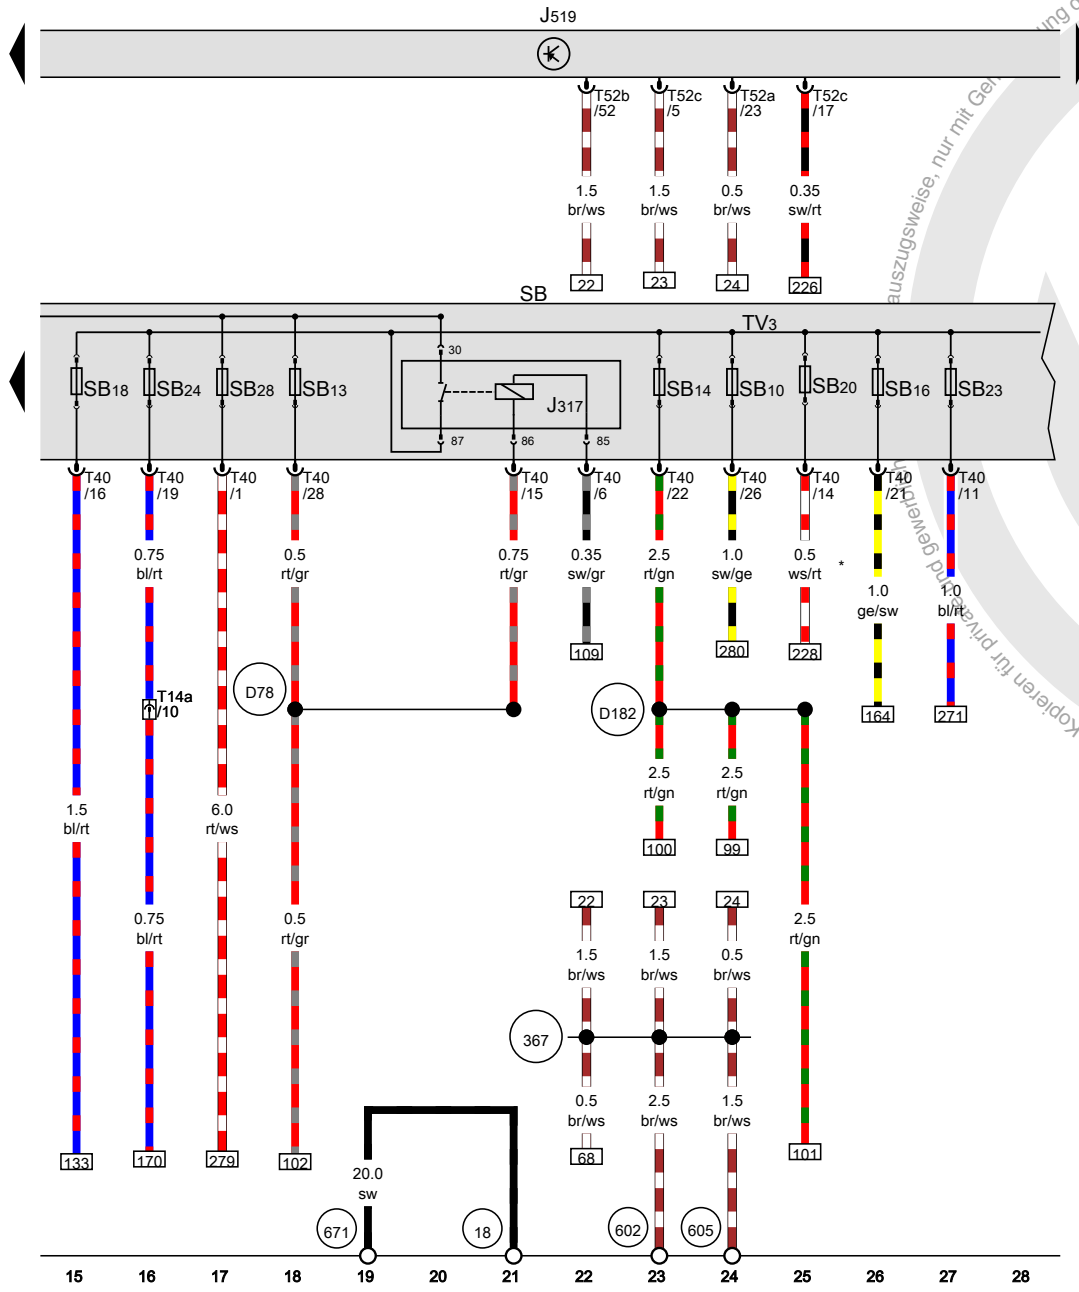 J519
T52b
/52
T52c
/5
T52a
/23
T52c
/17
1.5
br/ws
1.5
br/ws
0.5
br/ws
0.35
sw/rt
22
23
24
226
SB
TV3
30
SB18
SB24
SB28
SB13
J317
SB14
SB10
SB20
SB16
SB23
87
86
85
T40
/16
T40
/19
T40
/1
T40
/28
T40
/15
T40
/6
T40
/22
T40
/26
T40
/14
T40
/21
T40
/11
0.75
bl/rt
0.5
rt/gr
0.75
rt/gr
0.35
sw/gr
2.5
rt/gn
1.0
sw/ge
0.5
ws/rt
*
1.0
ge/sw
1.0
bl/rt
109
280
228
164
271
T14a
/10
D78
D182
1.5
bl/rt
6.0
rt/ws
2.5
rt/gn
2.5
rt/gn
100
99
22
23
24
0.75
bl/rt
0.5
rt/gr
2.5
rt/gn
1.5
br/ws
1.5
br/ws
0.5
br/ws
367
0.5
br/ws
2.5
br/ws
1.5
br/ws
133
170
279
102
68
101
20.0
sw
671
18
602
605
15 16 17 18 19 20 21 22 23 24 25 26 27 28
auszugsweise, nur mit
Kopieren für private und gewerblich